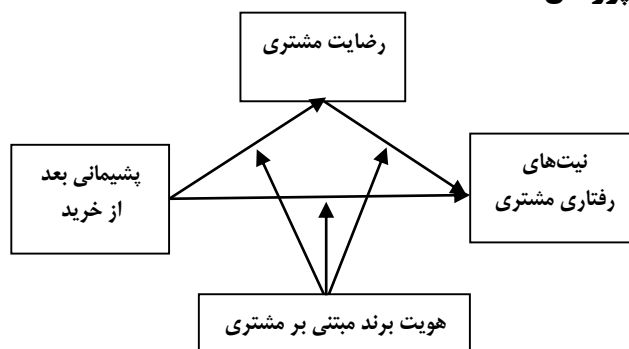 رضایت مشتری
پشیمانی بعد
از خرید
نیت‌های
رفتاری مشتری
هویت برند مبتنی بر مشتری